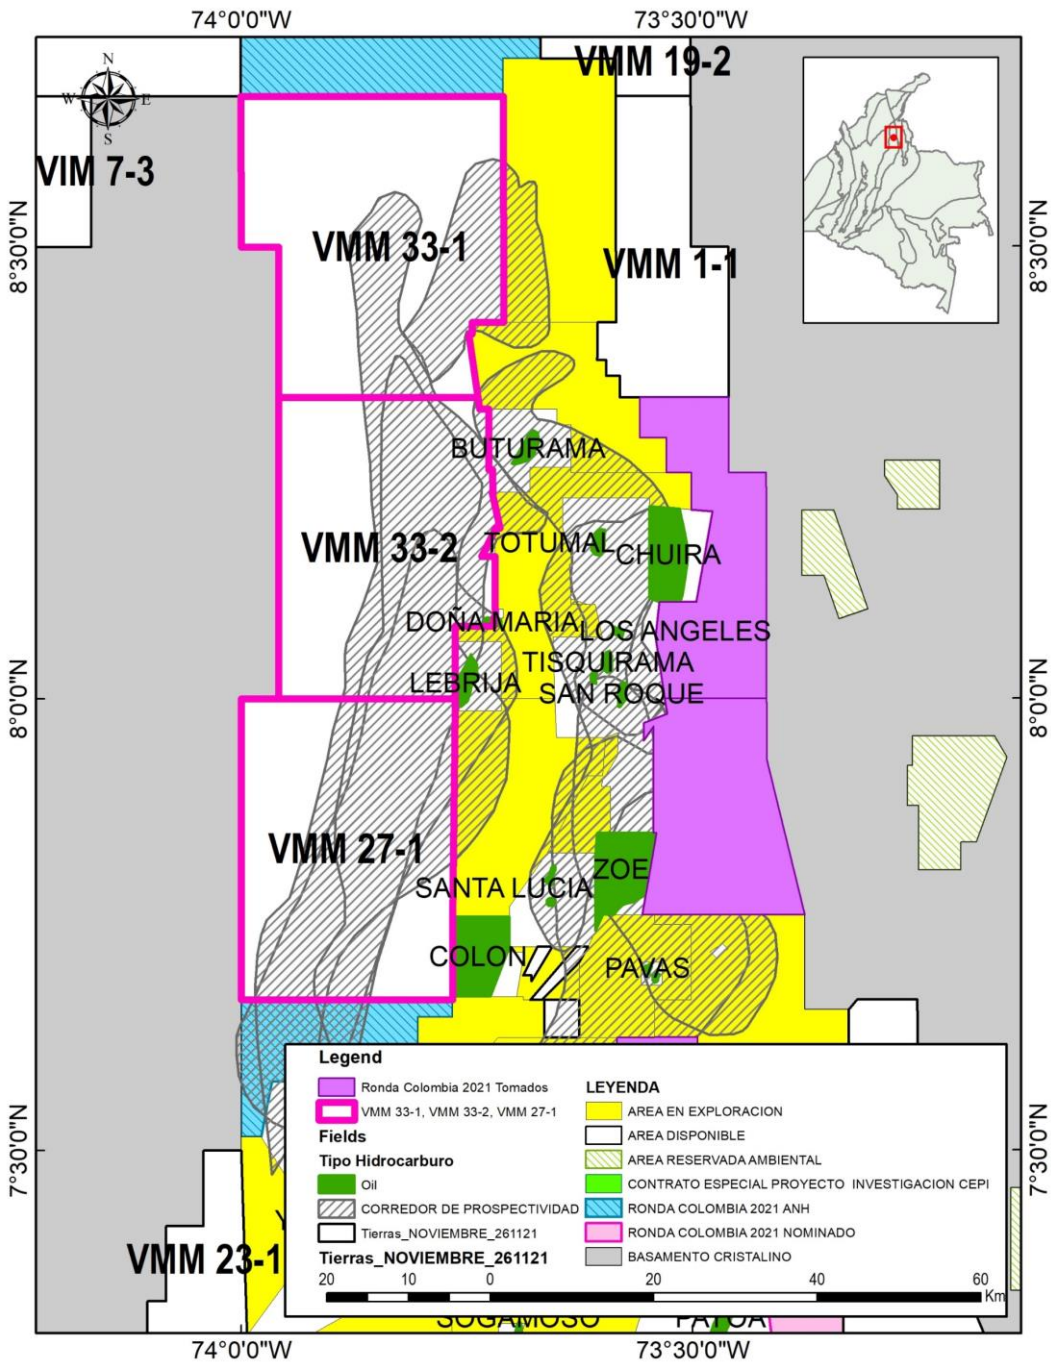 74°0'0"W
73°30'0"W
VMM 19-2
N
W
E
S
VIM 7-3
8°30'0"N
8°30'0"N
VMM 33-1
VMM 1-1
BUTURAMA
VMM 33-2
TOTUMAL
CHUIRA
DOÑA MARIA
LOS ANGELES
TISQUIRAMA
LEBRIJA
SAN ROQUE
8°0'0"N
8°0'0"N
VMM 27-1
SANTA LUCIA
ZOE
COLON
PAVAS
7°30'0"N
7°30'0"N
VMM 23-1
Legend
Ronda Colombia 2021 Tomados
VMM 33-1, VMM 33-2, VMM 27-1
Fields
Tipo Hidrocarburo
Oil
CORREDOR DE PROSPECTIVIDAD
Tierras_NOVIEMBRE_261121
Tierras_NOVIEMBRE_261121
LEYENDA
AREA EN EXPLORACION
AREA DISPONIBLE
AREA RESERVADA AMBIENTAL
CONTRATO ESPECIAL PROYECTO INVESTIGACION CEPI
RONDA COLOMBIA 2021 ANH
RONDA COLOMBIA 2021 NOMINADO
BASAMENTO CRISTALINO
20 10 0 20 40 60
Km
SOGAMOSO
74°0'0"W
73°30'0"W